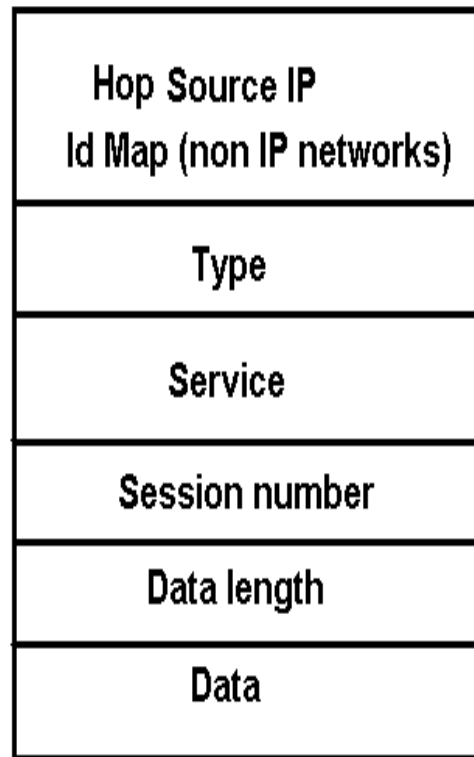 Hop Source IP
Id Map (non IP networks)
Type
Service
Session number
Data length
Data